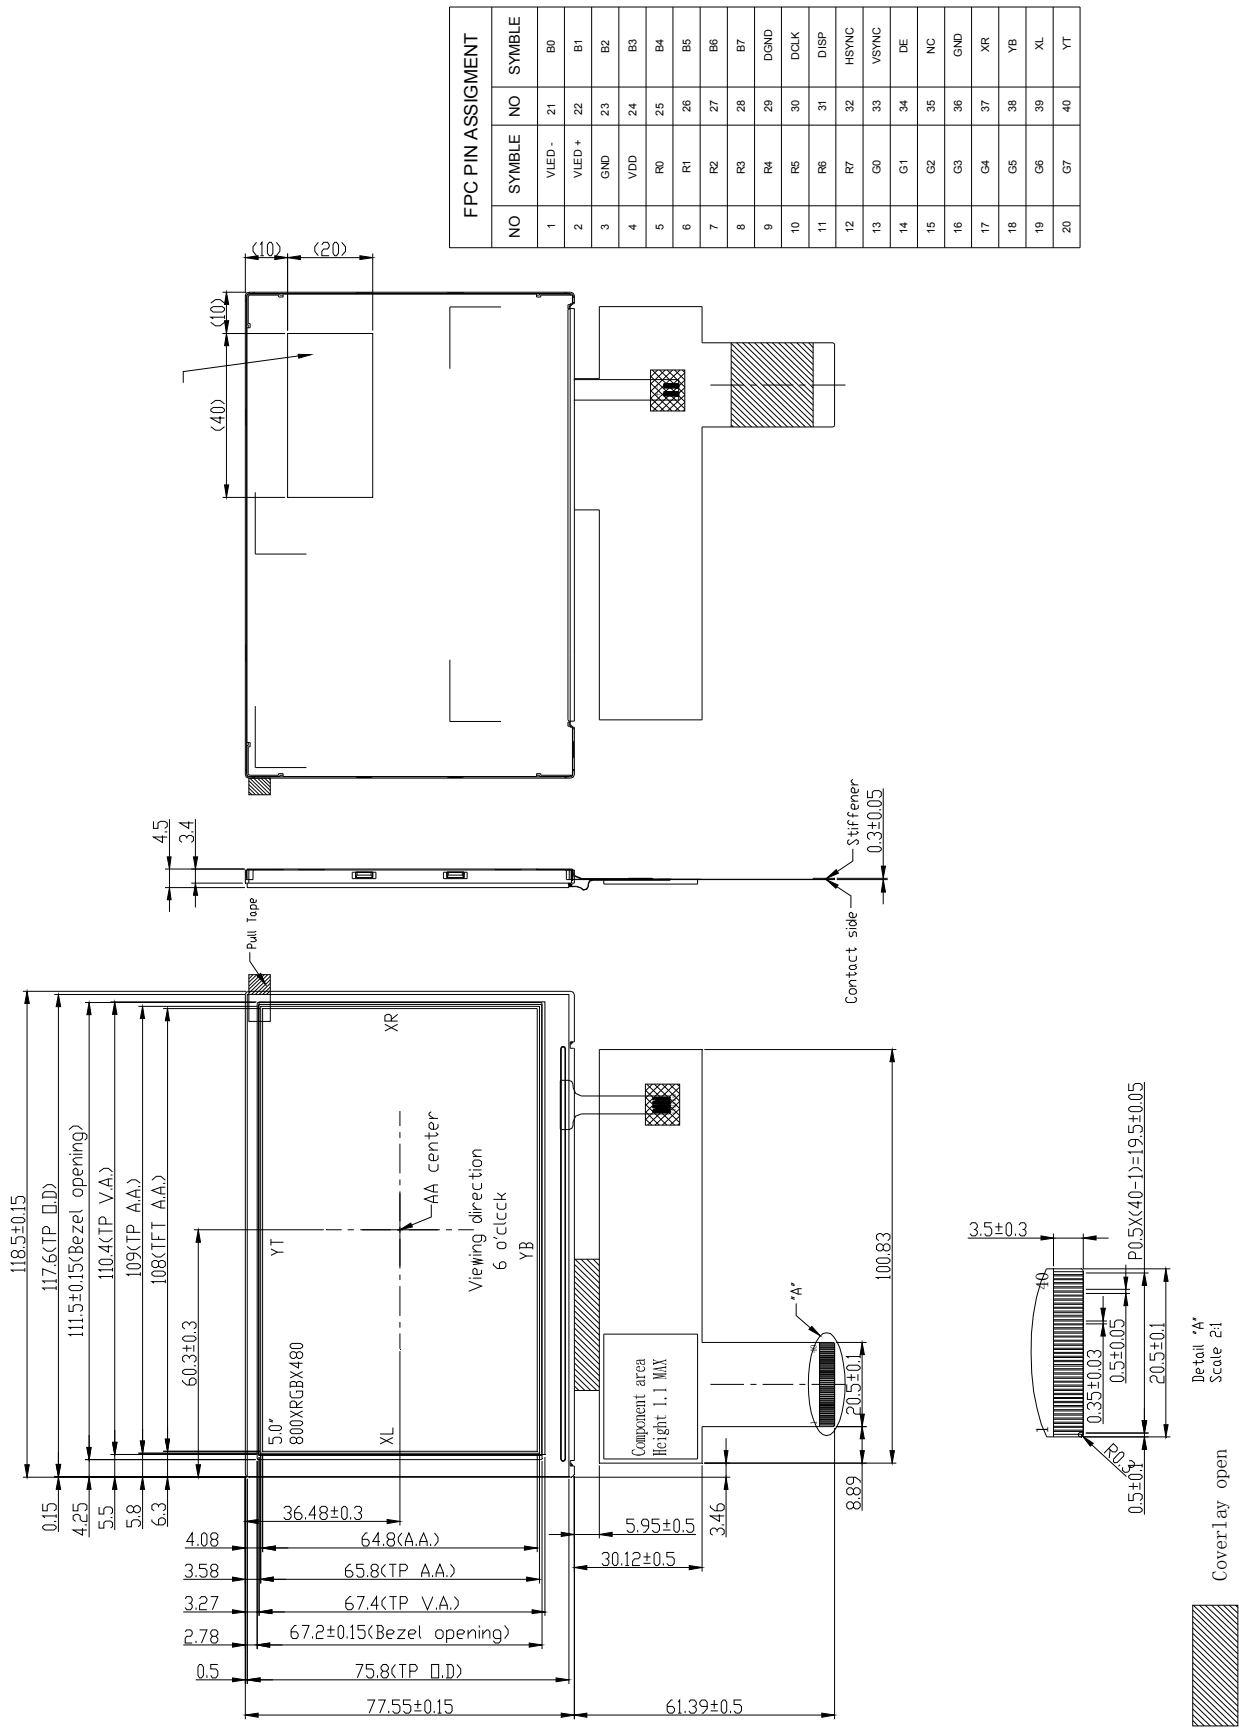 FPC PIN ASSIGMENT
NO SYMBLE NO SYMBLE
1 VLED - 21 B0
2 VLED + 22 B1
3 GND 23 B2
4 VDD 24 B3
5 R0 25 B4
6 R1 26 B5
7 R2 27 B6
8 R3 28 B7
9 R4 29 DGND
10 R5 30 DCLK
11 R6 31 DISP
12 R7 32 HSYNC
13 G0 33 VSYNC
14 G1 34 DE
15 G2 35 NC
16 G3 36 GND
17 G4 37 XR
18 G5 38 YB
19 G6 39 XL
20 G7 40 YT
(10)
(20)
(10)
(40)
4.5
3.4
Stiffener
0.3±0.05
Contact side
Pull Tape
118.5±0.15
117.6(TP O.D)
111.5±0.15(Bezel opening)
110.4(TP V.A.)
109(TP A.A.)
108(TFT A.A.)
60.3±0.3
0.15
4.25
5.5
5.8
6.3
XR
YT
YB
XL
AA center
Viewing direction
6 o'clcck
5.0"
800XRGBX480
36.48±0.3
4.08
64.8(A.A.)
3.58
65.8(TP A.A.)
3.27
67.4(TP V.A.)
2.78
67.2±0.15(Bezel opening)
0.5
75.8(TP O.D)
77.55±0.15
61.39±0.5
5.95±0.5
30.12±0.5
3.46
8.89
20.5±0.1
100.83
Component area
Height 1.1 MAX
"A"
1
40
3.5±0.3
P0.5X(40-1)=19.5±0.05
0.35±0.03
0.5±0.05
20.5±0.1
R0.3
0.5±0.1
Detail "A"
Scale 2:1
Coverlay open